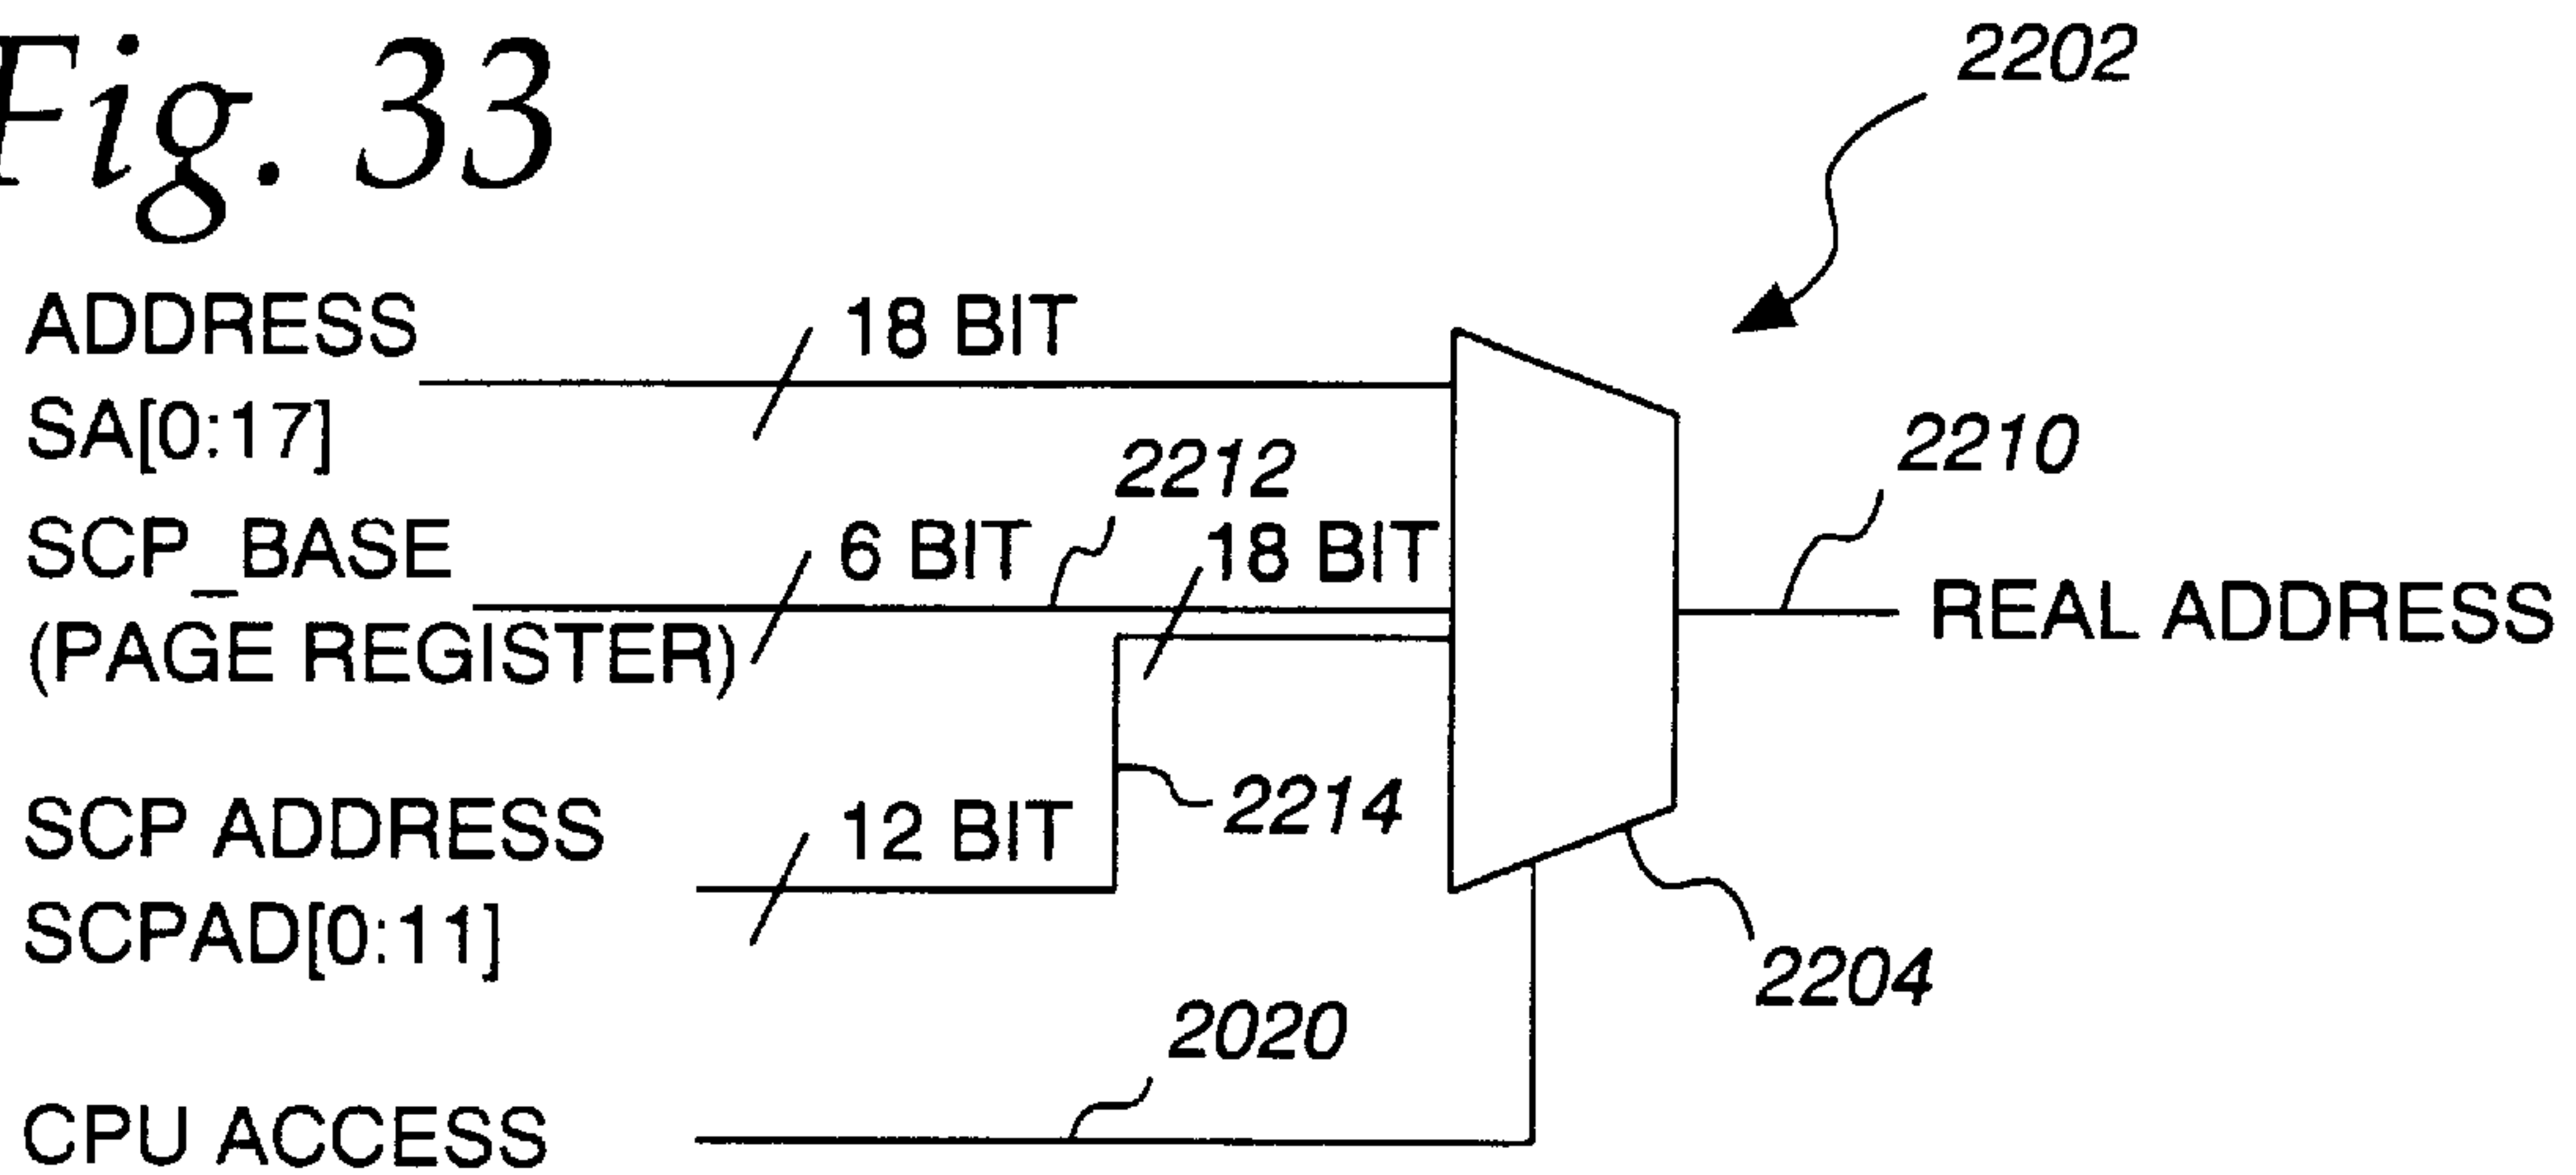 Fig. 33
2202
ADDRESS
SA[0:17]
18 BIT
2212
2210
SCP_BASE
(PAGE REGISTER)
6 BIT
18 BIT
REAL ADDRESS
SCP ADDRESS
SCPAD[0:11]
12 BIT
2214
2204
2020
CPU ACCESS